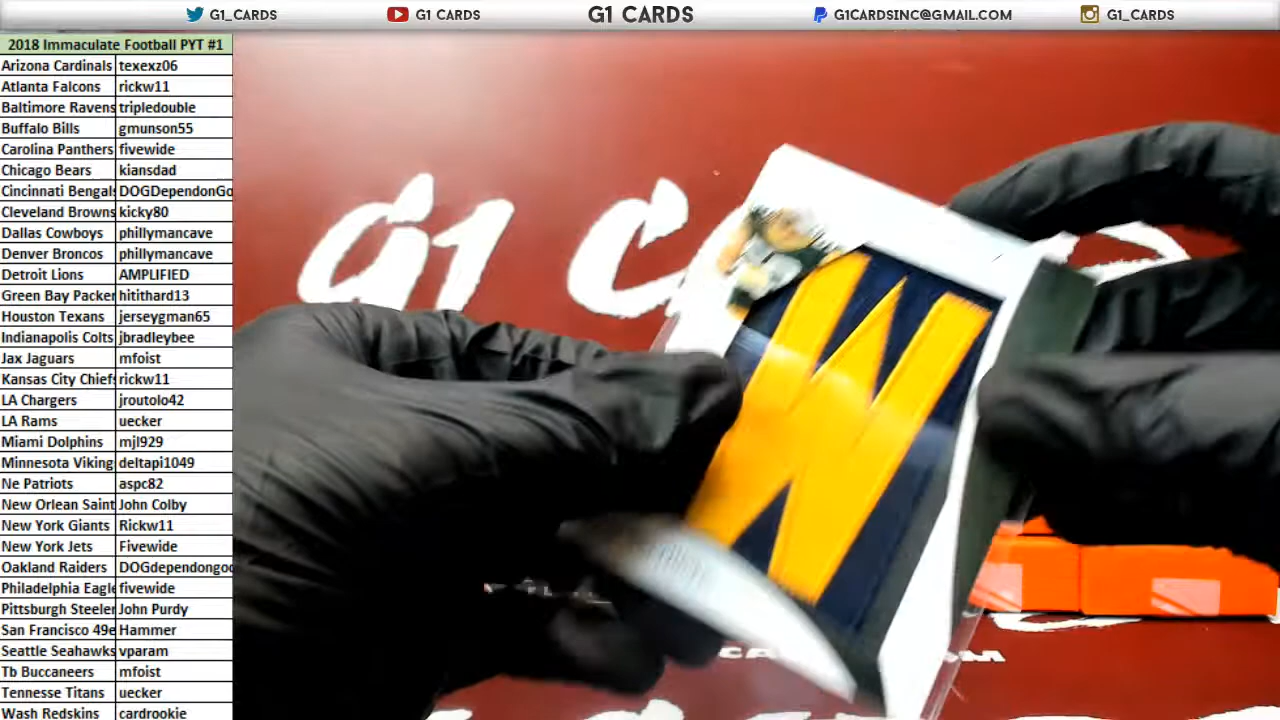 G1_CARDS G1 CARDS G1 CARDS G1CARDSINC@GMAIL.COM G1_CARDS
2018 Immaculate Football PYT #1
Arizona Cardinals texexz06
Atlanta Falcons rickw11
Baltimore Ravens tripledouble
Buffalo Bills gmunson55
Carolina Panthers fivewide
Chicago Bears kiansdad
Cincinnati Bengals DOGDependonGo
Cleveland Browns kicky80
Dallas Cowboys phillymancave
Denver Broncos phillymancave
Detroit Lions AMPLIFIED
Green Bay Packer hitithard13
Houston Texans jerseygman65
Indianapolis Colts jbradleybee
Jax Jaguars mfoist
Kansas City Chiefs rickw11
LA Chargers jroutolo42
LA Rams uecker
Miami Dolphins mjl929
Minnesota Viking deltapi1049
Ne Patriots aspc82
New Orlean Saint John Colby
New York Giants Rickw11
New York Jets Fivewide
Oakland Raiders DOGdependongoo
Philadelphia Eagle fivewide
Pittsburgh Steeler John Purdy
San Francisco 49e Hammer
Seattle Seahawks vparam
Tb Buccaneers mfoist
Tennesse Titans uecker
Wash Redskins cardrookie
G1 C
W